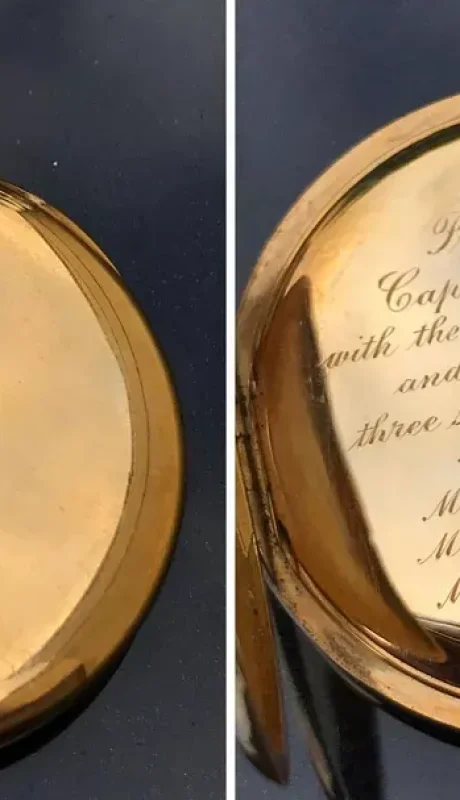 Cap
with the
and
three
M
M
M